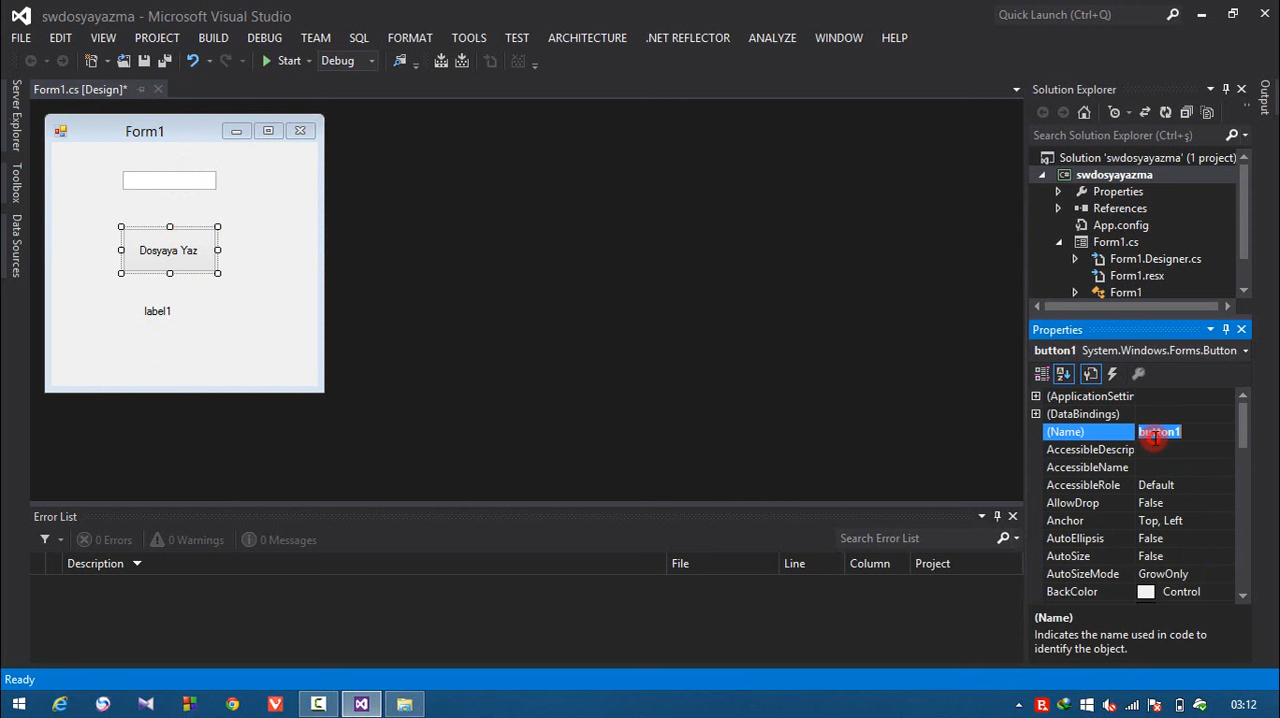 swdosyayazma - Microsoft Visual Studio
Quick Launch (Ctrl+Q)
FILE EDIT VIEW PROJECT BUILD DEBUG TEAM SQL FORMAT TOOLS TEST ARCHITECTURE .NET REFLECTOR ANALYZE WINDOW HELP
Start Debug
Server Explorer
Toolbox
Data Sources
Form1.cs [Design]*
Form1
Dosyaya Yaz
label1
Solution Explorer
Output
Search Solution Explorer (Ctrl+ş)
Solution 'swdosyayazma' (1 project)
swdosyayazma
Properties
References
App.config
Form1.cs
Form1.Designer.cs
Form1.resx
Form1
Properties
button1 System.Windows.Forms.Button
(ApplicationSettin
(DataBindings)
(Name) button1
AccessibleDescrip
AccessibleName
AccessibleRole Default
AllowDrop False
Anchor Top, Left
AutoEllipsis False
AutoSize False
AutoSizeMode GrowOnly
BackColor Control
(Name)
Indicates the name used in code to
identify the object.
Error List
0 Errors 0 Warnings 0 Messages
Search Error List
Description File Line Column Project
Ready
03:12